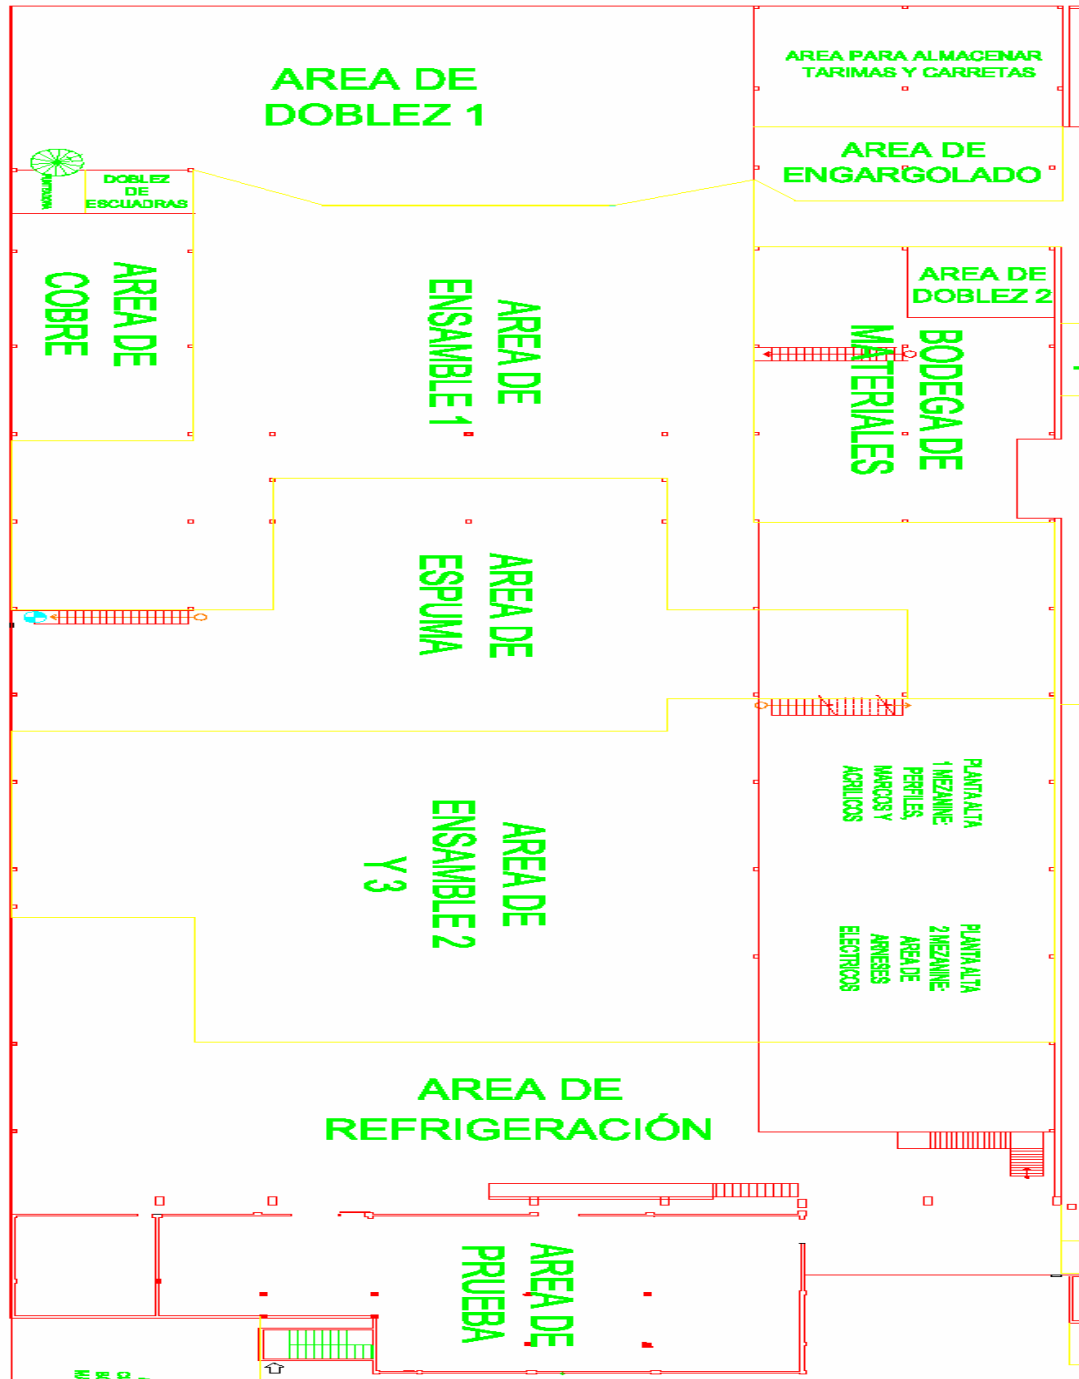 AREA DE
DOBLEZ 1
AREA PARA ALMACENAR
TARIMAS Y CARRETAS
AREA DE
ENGARGOLADO
DOBLEZ
DE
ESCUADRAS
AREA DE
COBRE
AREA DE
ENSAMBLE 1
AREA DE
DOBLEZ 2
BODEGA DE
MATERIALES
AREA DE
ESPUMA
PLANTA ALTA
1 MEZANINE-
PERFILES,
MARCOS Y
ACRILICOS
AREA DE
ENSAMBLE 2
Y 3
PLANTA ALTA
2 MEZANINE-
AREA DE
ARNESES
ELECTRICOS
AREA DE
REFRIGERACIÓN
AREA DE
PRUEBA